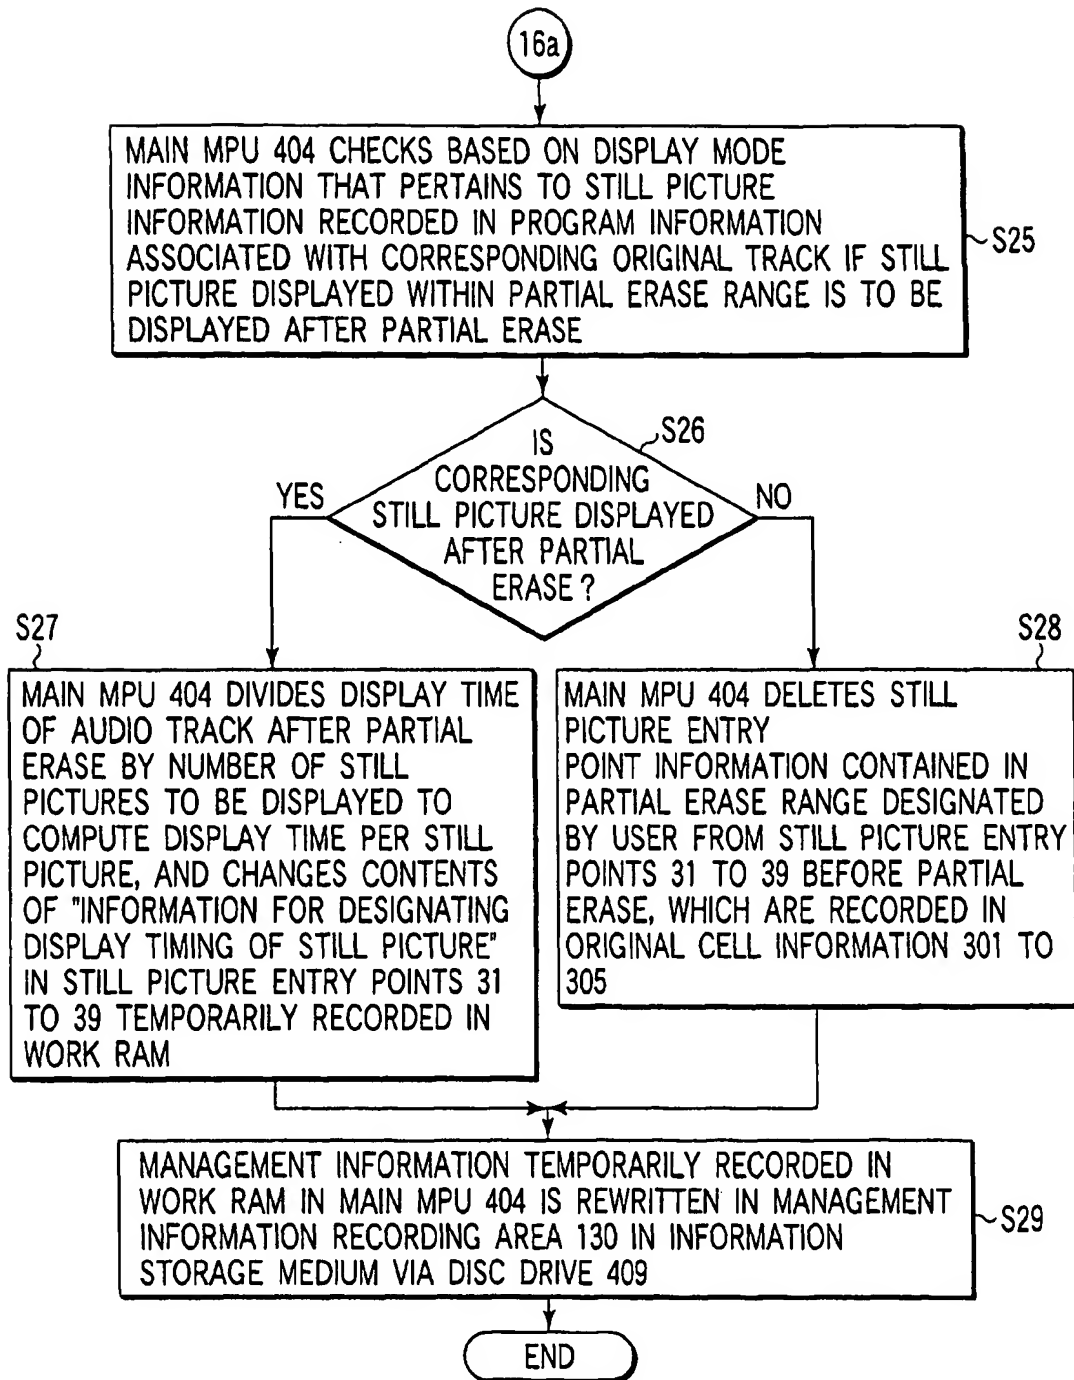 16a
MAIN MPU 404 CHECKS BASED ON DISPLAY MODE
INFORMATION THAT PERTAINS TO STILL PICTURE
INFORMATION RECORDED IN PROGRAM INFORMATION
ASSOCIATED WITH CORRESPONDING ORIGINAL TRACK IF STILL
PICTURE DISPLAYED WITHIN PARTIAL ERASE RANGE IS TO BE
DISPLAYED AFTER PARTIAL ERASE
S25
S26
IS
CORRESPONDING
STILL PICTURE DISPLAYED
AFTER PARTIAL
ERASE?
YES
NO
S27
MAIN MPU 404 DIVIDES DISPLAY TIME
OF AUDIO TRACK AFTER PARTIAL
ERASE BY NUMBER OF STILL
PICTURES TO BE DISPLAYED TO
COMPUTE DISPLAY TIME PER STILL
PICTURE, AND CHANGES CONTENTS
OF "INFORMATION FOR DESIGNATING
DISPLAY TIMING OF STILL PICTURE"
IN STILL PICTURE ENTRY POINTS 31
TO 39 TEMPORARILY RECORDED IN
WORK RAM
S28
MAIN MPU 404 DELETES STILL
PICTURE ENTRY
POINT INFORMATION CONTAINED IN
PARTIAL ERASE RANGE DESIGNATED
BY USER FROM STILL PICTURE ENTRY
POINTS 31 TO 39 BEFORE PARTIAL
ERASE, WHICH ARE RECORDED IN
ORIGINAL CELL INFORMATION 301 TO
305
MANAGEMENT INFORMATION TEMPORARILY RECORDED IN
WORK RAM IN MAIN MPU 404 IS REWRITTEN IN MANAGEMENT
INFORMATION RECORDING AREA 130 IN INFORMATION
STORAGE MEDIUM VIA DISC DRIVE 409
S29
END